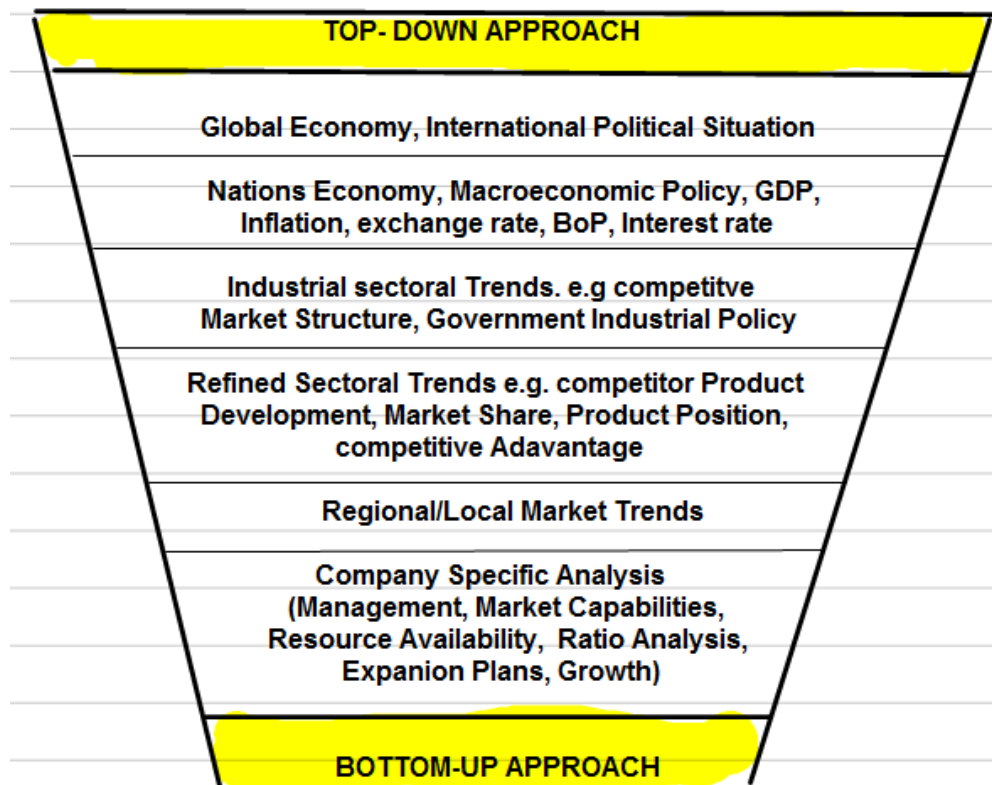 TOP- DOWN APPROACH
Global Economy, International Political Situation
Nations Economy, Macroeconomic Policy, GDP,
Inflation, exchange rate, BoP, Interest rate
Industrial sectoral Trends. e.g competitve
Market Structure, Government Industrial Policy
Refined Sectoral Trends e.g. competitor Product
Development, Market Share, Product Position,
competitive Adavantage
Regional/Local Market Trends
Company Specific Analysis
(Management, Market Capabilities,
Resource Availability, Ratio Analysis,
Expanion Plans, Growth)
BOTTOM-UP APPROACH